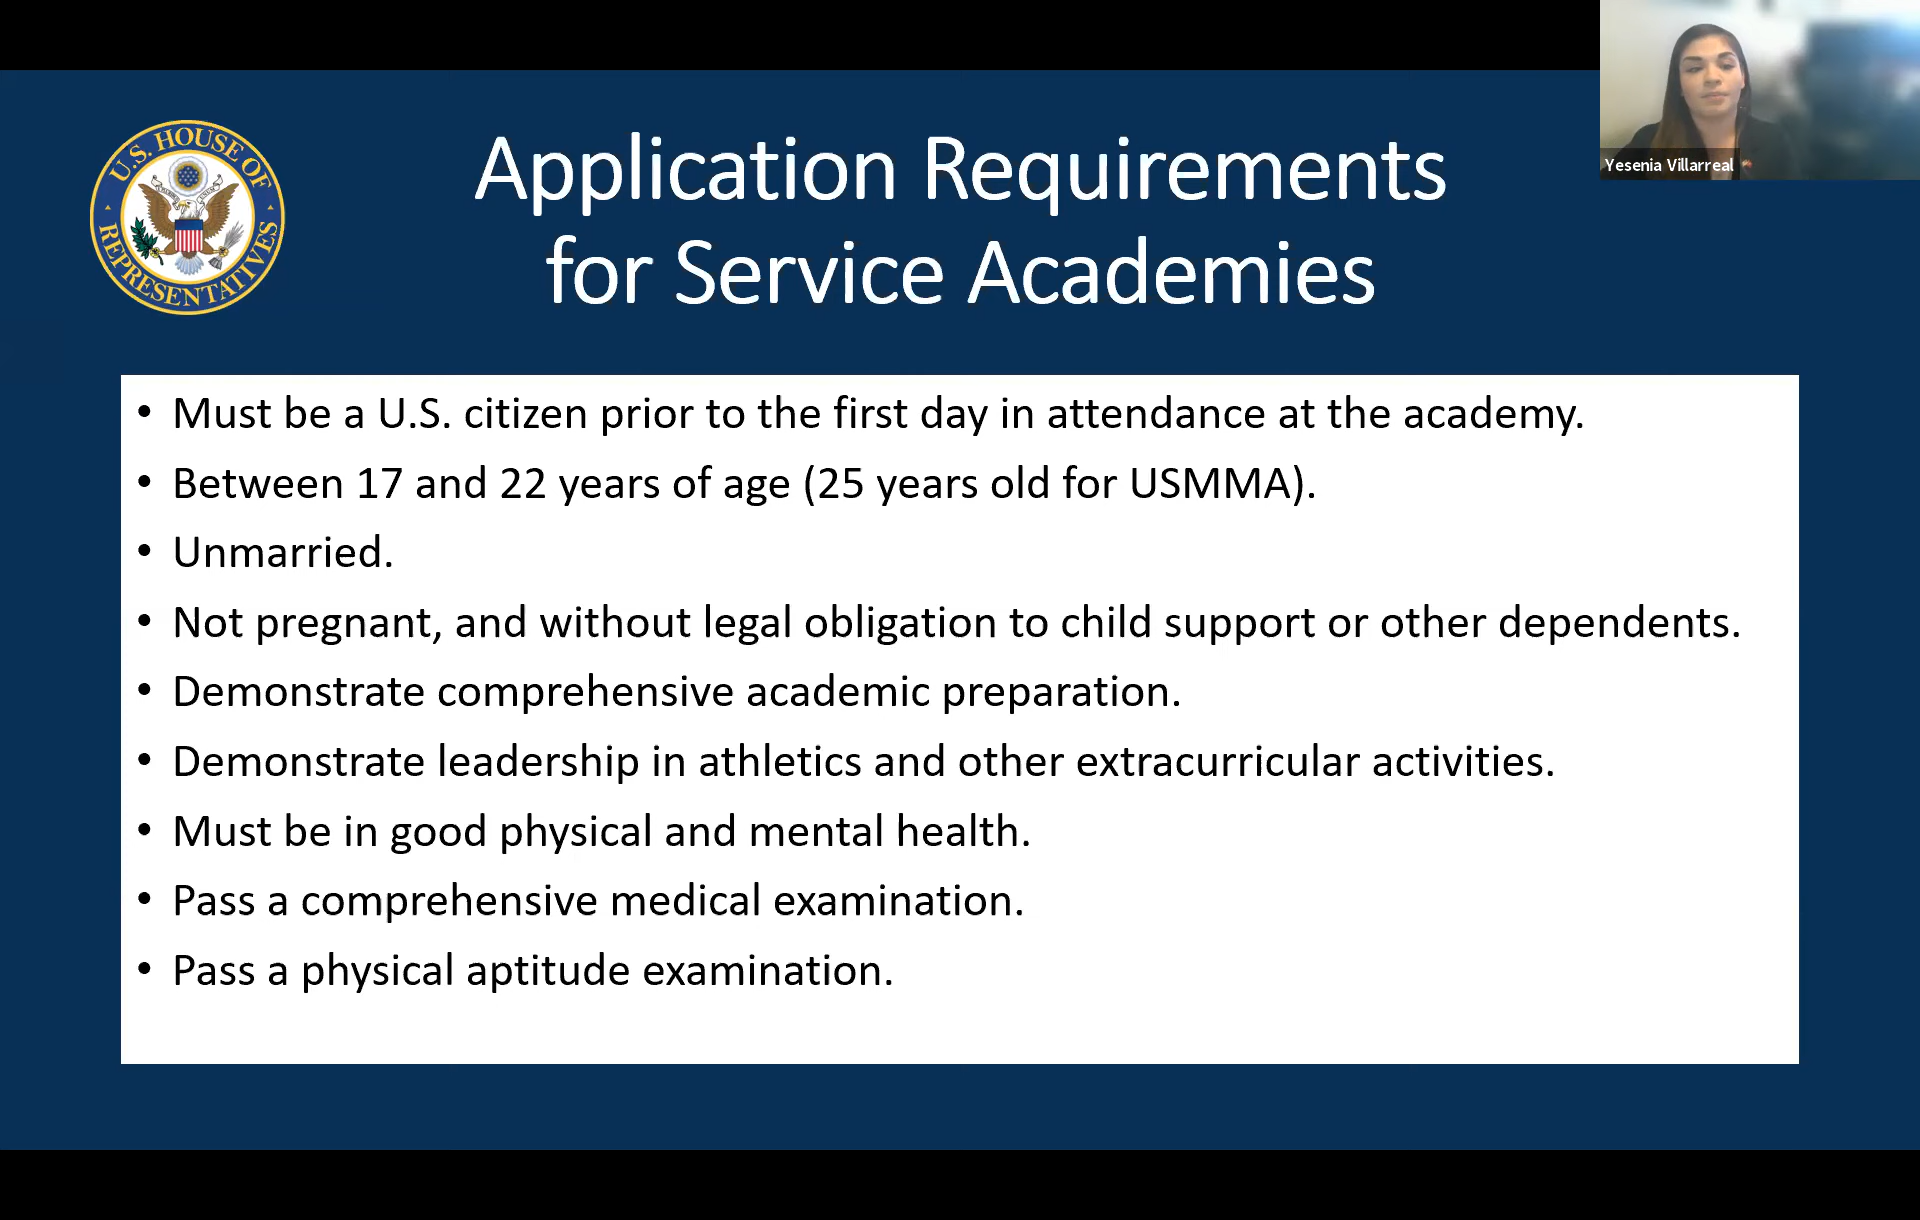 U.S. HOUSE OF
REPRESENTATIVES
Application Requirements
for Service Academies
Yesenia Villarreal
• Must be a U.S. citizen prior to the first day in attendance at the academy.
• Between 17 and 22 years of age (25 years old for USMMA).
• Unmarried.
• Not pregnant, and without legal obligation to child support or other dependents.
• Demonstrate comprehensive academic preparation.
• Demonstrate leadership in athletics and other extracurricular activities.
• Must be in good physical and mental health.
• Pass a comprehensive medical examination.
• Pass a physical aptitude examination.